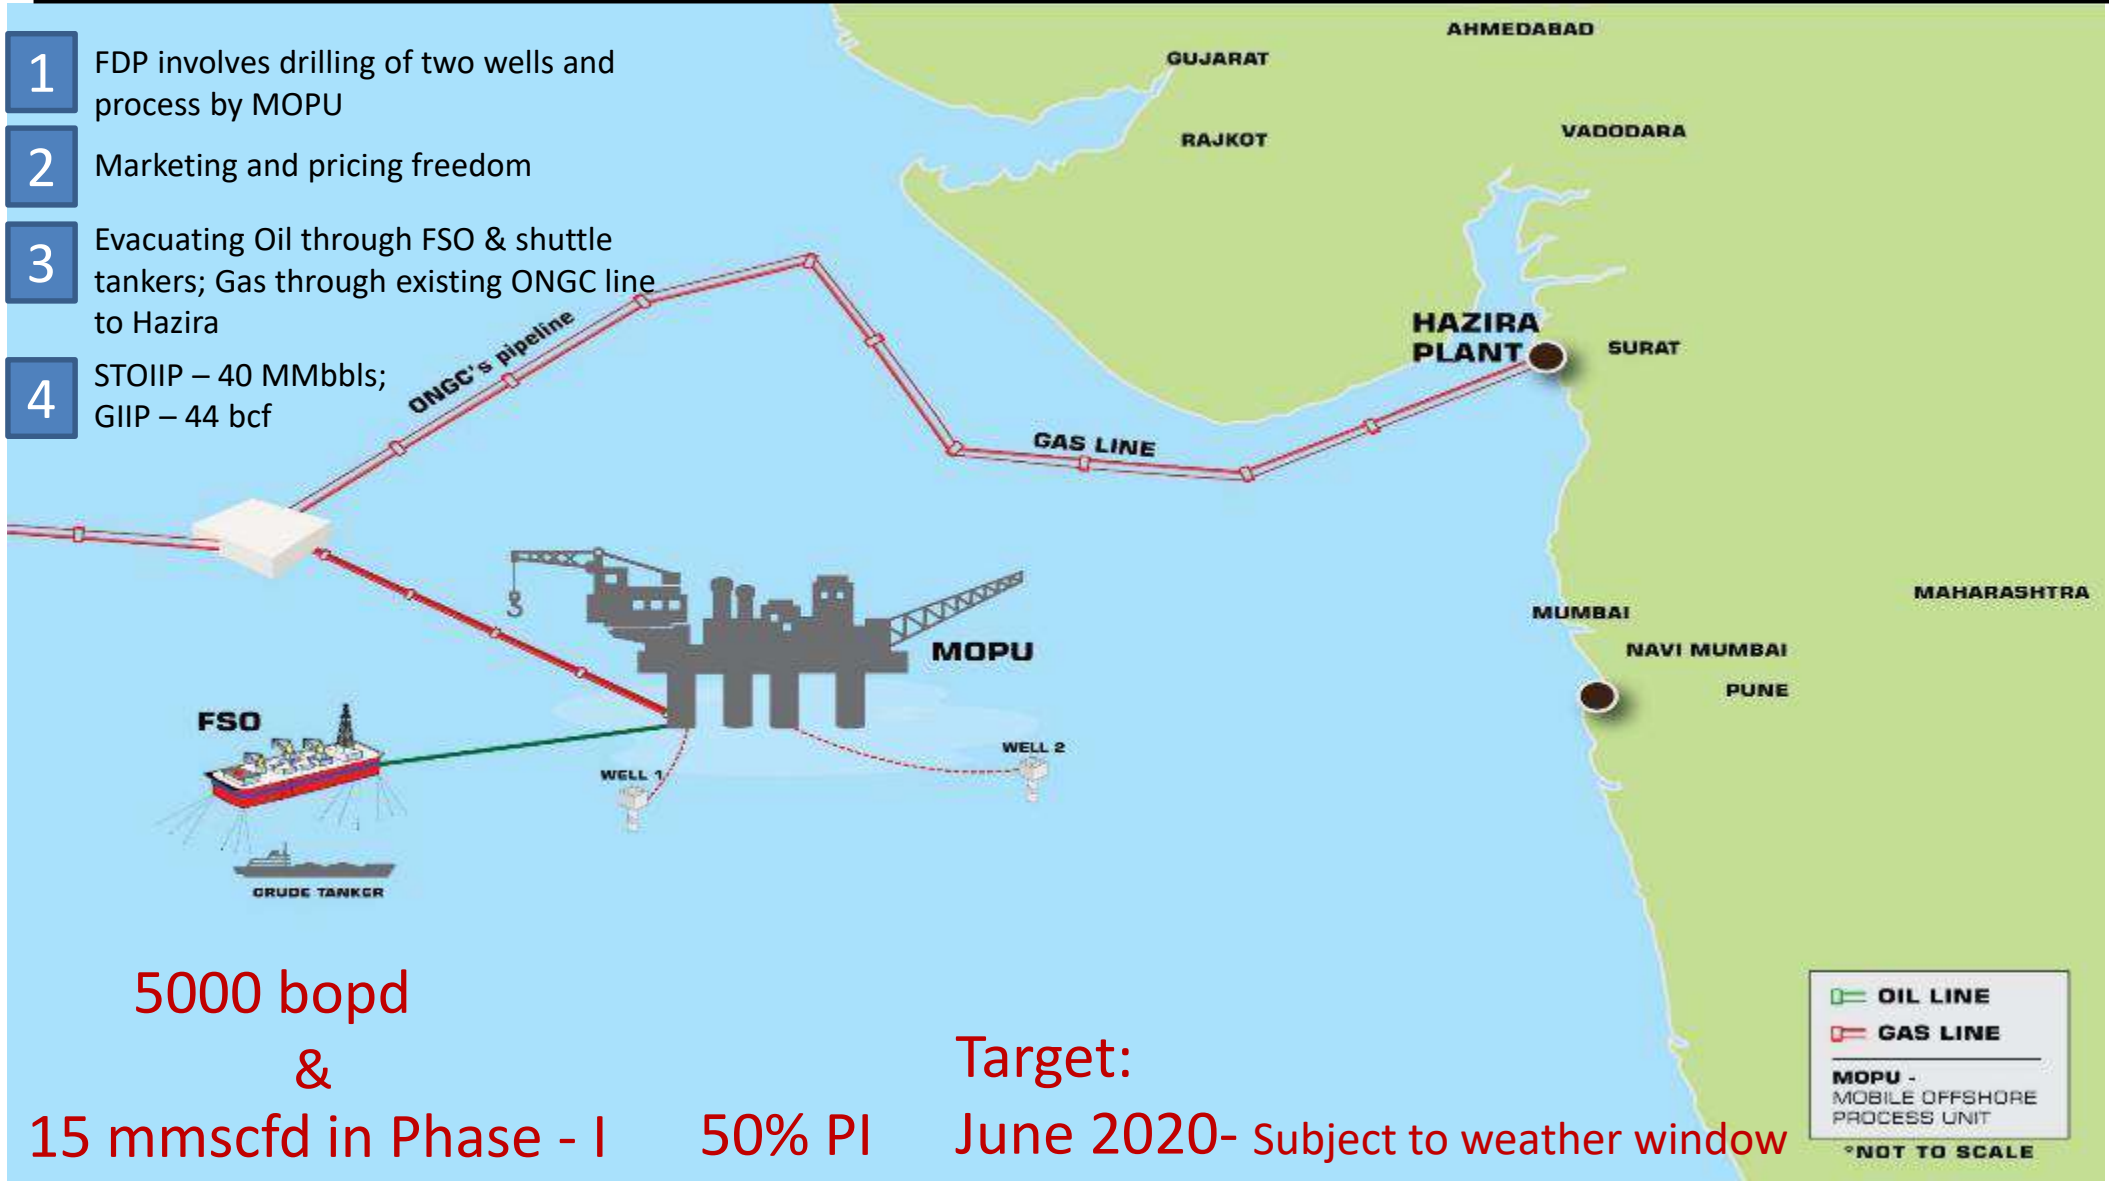 1
FDP involves drilling of two wells and
process by MOPU
2
Marketing and pricing freedom
3
Evacuating Oil through FSO & shuttle
tankers; Gas through existing ONGC line
to Hazira
4
STOIIP – 40 MMbbls;
GIIP – 44 bcf
AHMEDABAD
GUJARAT
RAJKOT
VADODARA
HAZIRA
PLANT
SURAT
ONGC's pipeline
GAS LINE
MAHARASHTRA
MUMBAI
NAVI MUMBAI
PUNE
MOPU
FSO
WELL 1
WELL 2
CRUDE TANKER
5000 bopd
&
15 mmscfd in Phase - I
50% PI
Target:
June 2020- Subject to weather window
OIL LINE
GAS LINE
MOPU -
MOBILE OFFSHORE
PROCESS UNIT
*NOT TO SCALE